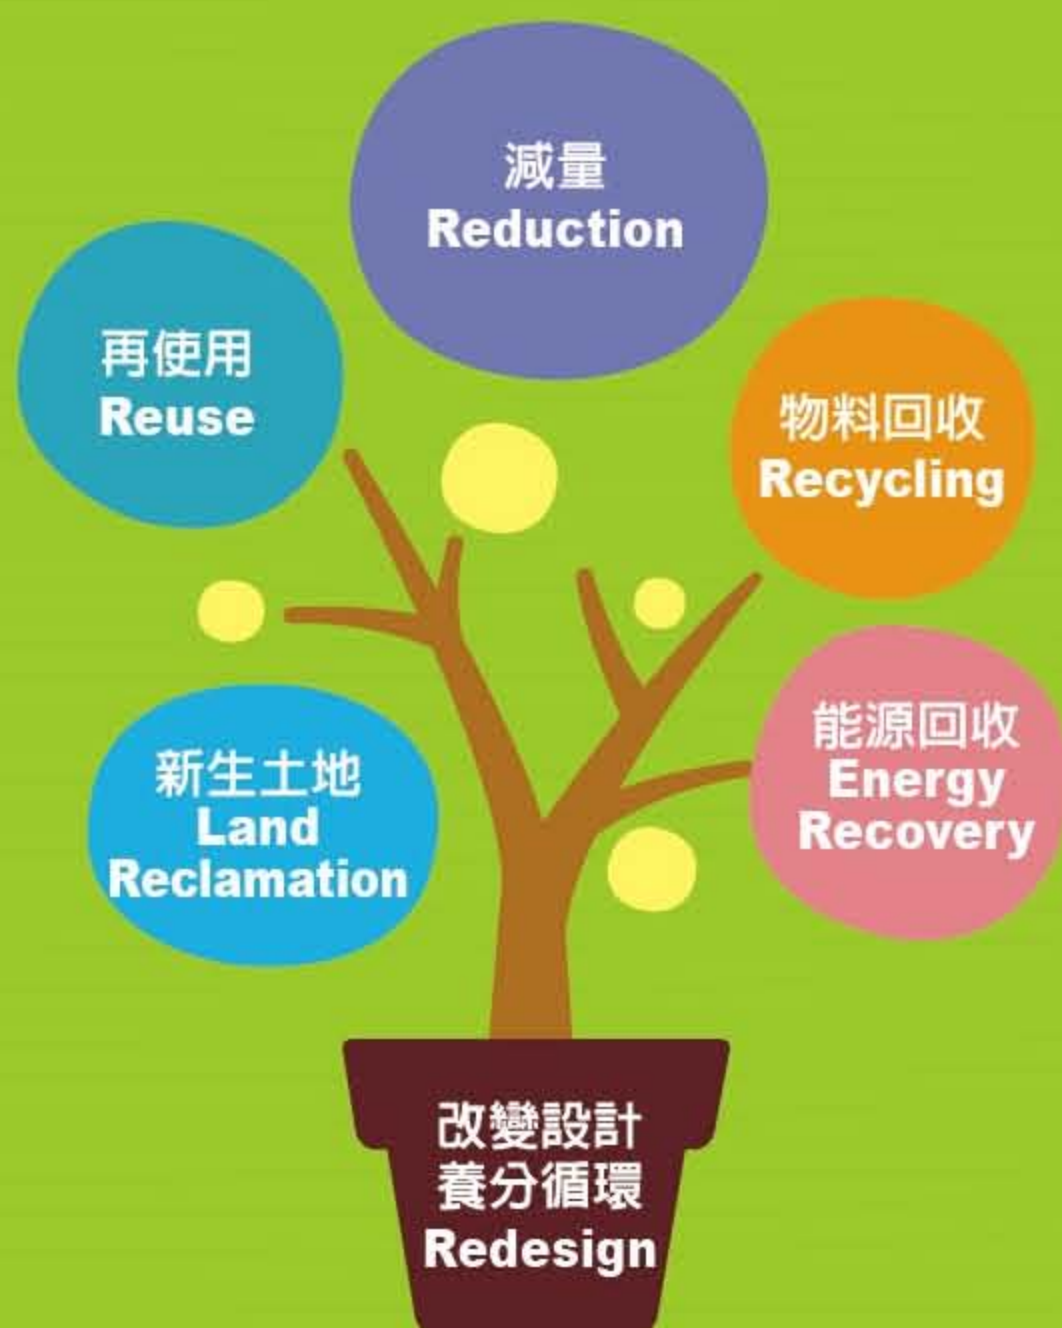 減量
Reduction
再使用
Reuse
物料回收
Recycling
能源回收
Energy
Recovery
新生土地
Land
Reclamation
改變設計
養分循環
Redesign